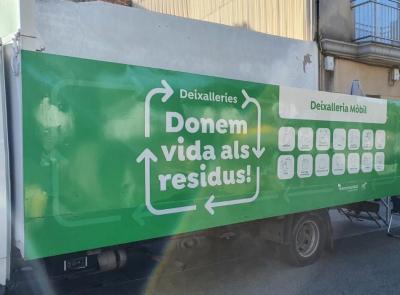 Deixalleries
Donem
vida als
residus!
Deixalleria Mòbil